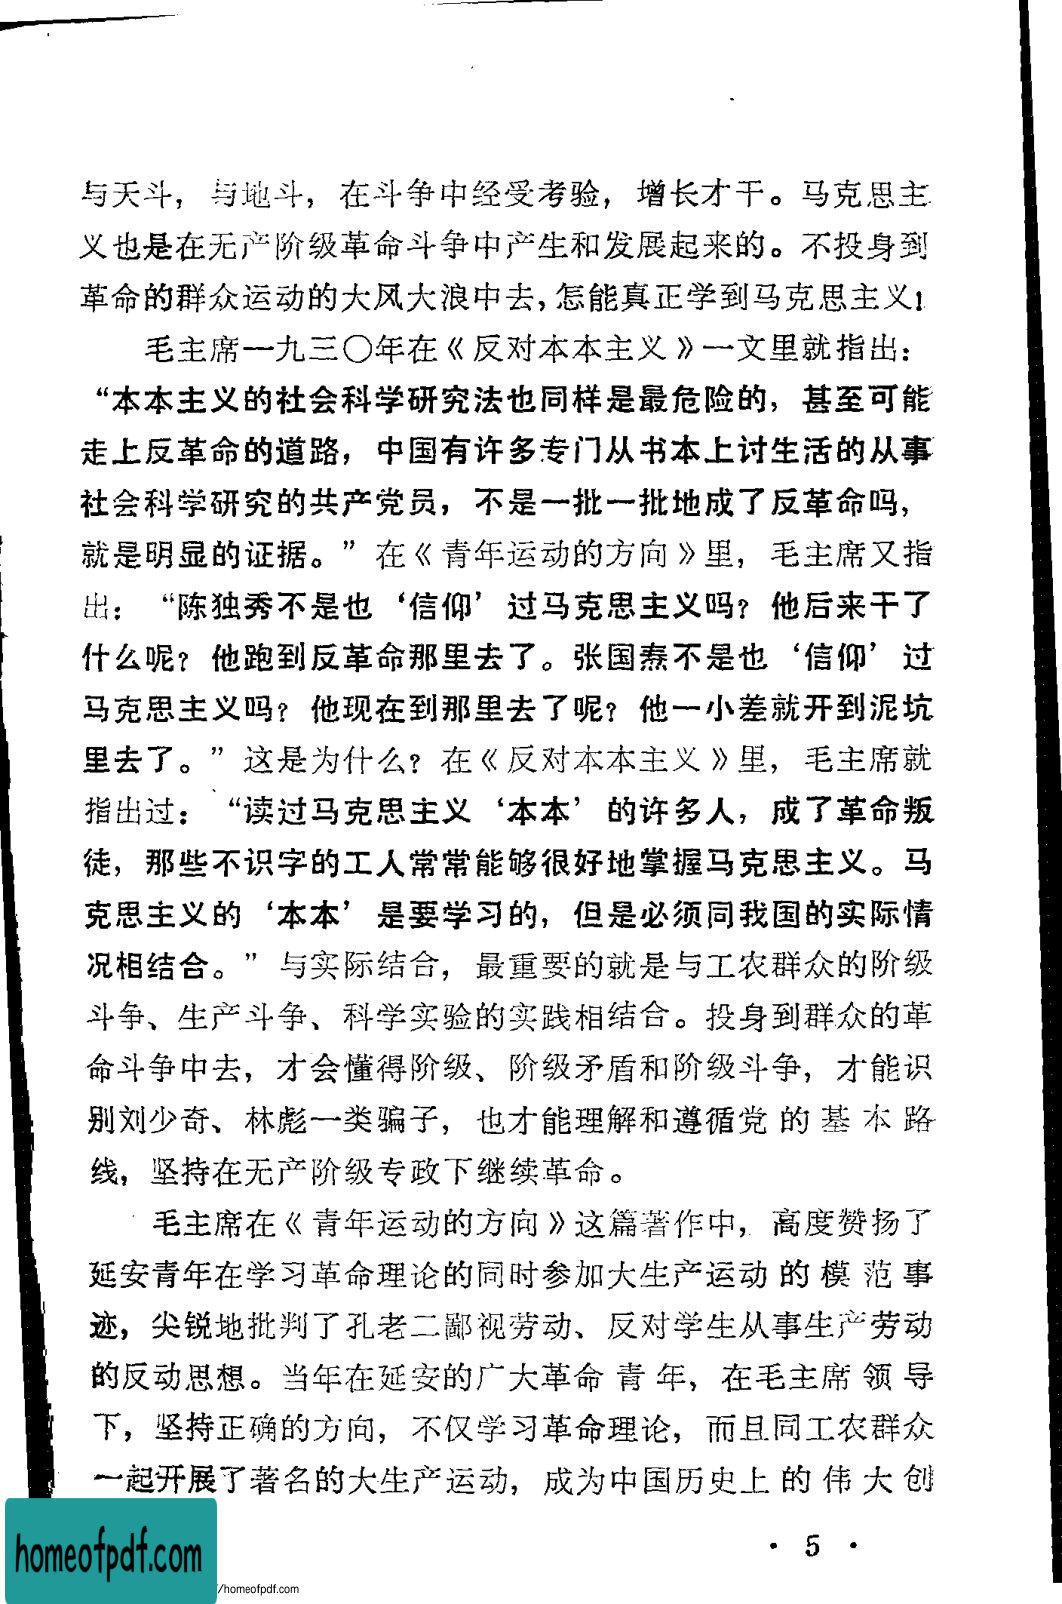 与天斗，与地斗，在斗争中经受考验，增长才干。马克思主
义也是在无产阶级革命斗争中产生和发展起来的。不投身到
革命的群众运动的大风大浪中去，怎能真正学到马克思主义！
毛主席一九三〇年在《反对本本主义》一文里就指出：
“本本主义的社会科学研究法也同样是最危险的，甚至可能
走上反革命的道路，中国有许多专门从书本上讨生活的从事
社会科学研究的共产党员，不是一批一批地成了反革命吗，
就是明显的证据。”在《青年运动的方向》里，毛主席又指
出：“陈独秀不是也‘信仰’过马克思主义吗？他后来干了
什么呢？他跑到反革命那里去了。张国焘不是也‘信仰’过
马克思主义吗？他现在到那里去了呢？他一小差就开到泥坑
里去了。”这是为什么？在《反对本本主义》里，毛主席就
指出过：“读过马克思主义‘本本’的许多人，成了革命叛
徒，那些不识字的工人常常能够很好地掌握马克思主义。马
克思主义的‘本本’是要学习的，但是必须同我国的实际情
况相结合。”与实际结合，最重要的就是与工农群众的阶级
斗争、生产斗争、科学实验的实践相结合。投身到群众的革
命斗争中去，才会懂得阶级、阶级矛盾和阶级斗争，才能识
别刘少奇、林彪一类骗子，也才能理解和遵循党的基本路
线，坚持在无产阶级专政下继续革命。
毛主席在《青年运动的方向》这篇著作中，高度赞扬了
延安青年在学习革命理论的同时参加大生产运动的模范事
迹，尖锐地批判了孔老二鄙视劳动、反对学生从事生产劳动
的反动思想。当年在延安的广大革命青年，在毛主席领导
下，坚持正确的方向，不仅学习革命理论，而且同工农群众
一起开展了著名的大生产运动，成为中国历史上的伟大创
· 5 ·
homeofpdf.com
/homeofpdf.com